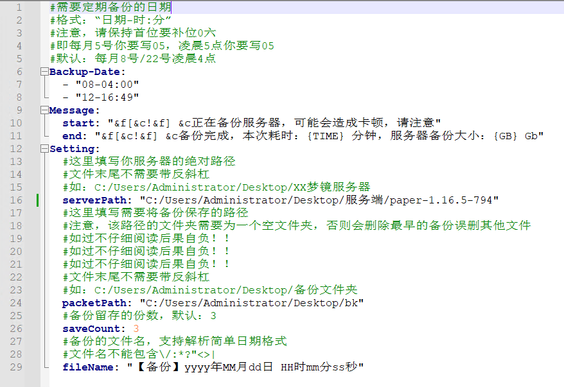 1 #需要定期备份的日期
2 #格式：“日期-时:分”
3 #注意，请保持首位要补位0六
4 #即每月5号你要写05，凌晨5点你要写05
5 #默认：每月8号/22号凌晨4点
6 Backup-Date:
7 - "08-04:00"
8 - "12-16:49"
9 Message:
10 start: "&f[&c!&f] &c正在备份服务器，可能会造成卡顿，请注意"
11 end: "&f[&c!&f] &c备份完成，本次耗时：{TIME} 分钟，服务器备份大小：{GB} Gb"
12 Setting:
13 #这里填写你服务器的绝对路径
14 #文件末尾不需要带反斜杠
15 #如：C:/Users/Administrator/Desktop/XX梦镜服务器
16 serverPath: "C:/Users/Administrator/Desktop/服务端/paper-1.16.5-794"
17 #这里填写需要将备份保存的路径
18 #注意，该路径的文件夹需要为一个空文件夹，否则会删除最早的备份误删其他文件
19 #如过不仔细阅读后果自负！！
20 #如过不仔细阅读后果自负！！
21 #如过不仔细阅读后果自负！！
22 #文件末尾不需要带反斜杠
23 #如：C:/Users/Administrator/Desktop/备份文件夹
24 packetPath: "C:/Users/Administrator/Desktop/bk"
25 #备份留存的份数，默认：3
26 saveCount: 3
27 #备份的文件名，支持解析简单日期格式
28 #文件名不能包含\/:*?"<>|
29 fileName: "【备份】yyyy年MM月dd日 HH时mm分ss秒"